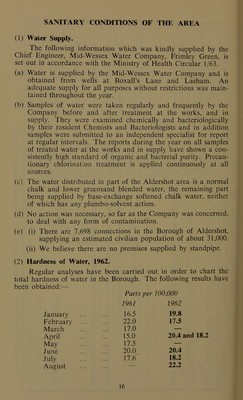 SANITARY CONDITIONS OF THE AREA
(1) Water Supply.
The following information which was kindly supplied by the
Chief Engineer, Mid-Wessex Water Company, Frimley Green, is
set out in accordance with the Ministry of Health Circular 1/63.
(a) Water is supplied by the Mid-Wessex Water Company and is
obtained from wells at Boxall's Lane and Lasham. An
adequate supply for all purposes without restrictions was main-
tained throughout the year.
(b) Samples of water were taken regularly and frequently by the
Company before and after treatment at the works, and in
supply. They were examined chemically and bacteriologically
by their resident Chemists and Bacteriologists and in addition
samples were submitted to an independent specialist for report
at regular intervals. The reports during the year on all samples
of treated water at the works and in supply have shown a con-
sistently high standard of organic and bacterial purity. Precau-
tionary chlorination treatment is applied continuously at all
sources.
(c) The water distributed in part of the Aldershot area is a normal
chalk and lower greensand blended water, the remaining part
being supplied by base-exchange softened chalk water, neither
of which has any plumbo-solvent action.
(d) No action was necessary, so far as the Company was concerned,
to deal with any form of contamination.
(e) (i) There are 7,698 connections in the Borough of Aldershot,
supplying an estimated civilian population of about 31,000.
(ii) We believe there are no premises supplied by standpipe.
(2) Hardness of Water, 1962.
Regular analyses have been carried out in order to chart the
total hardness of water in the Borough. The following results have
been obtained:—
Parts per 100,000
1961 1962
January ... ... 16.5 19.8
February ... ... 22.0 17.5
March ... ... 17.0 —
April ... ... 15.0 20.4 and 18.2
May ... ... 17.5 —
June ... ... 20.0 20.4
July ... ... 17.6 18.2
August ... ... — 22.2
16